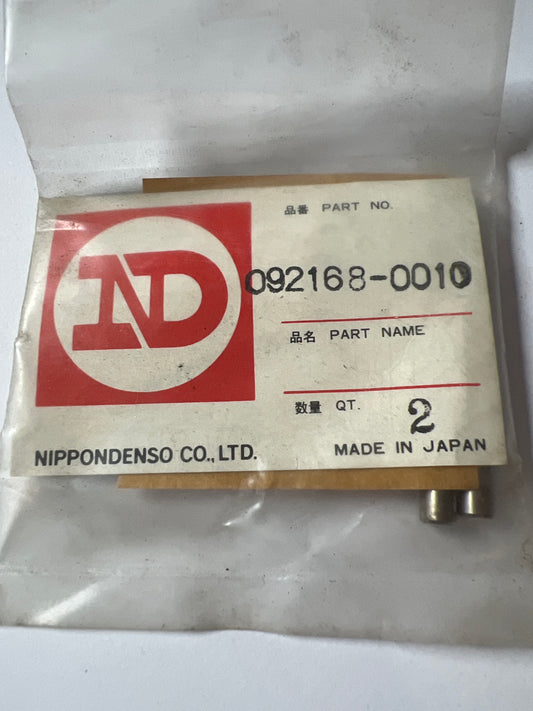 ND
品番 PART NO.
092168-0010
品名 PART NAME
数量 QT. 2
NIPPONDENSO CO., LTD.
MADE IN JAPAN